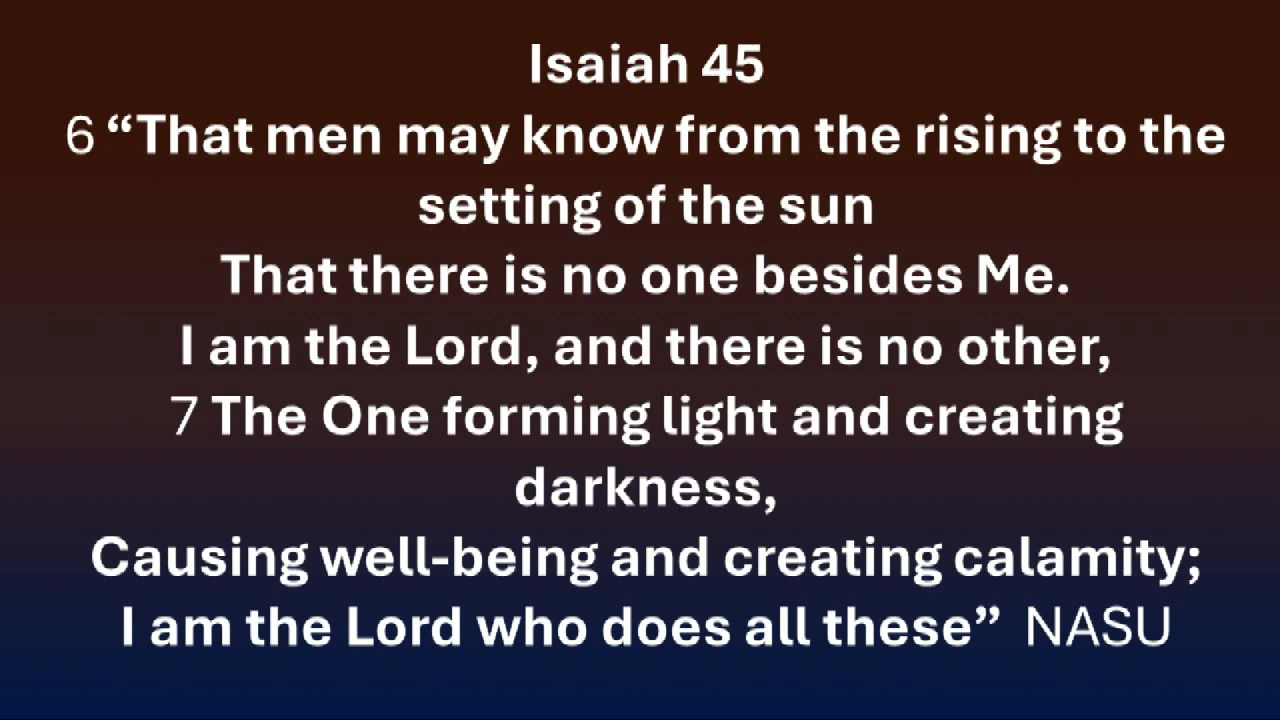 Isaiah 45
6 “That men may know from the rising to the
setting of the sun
That there is no one besides Me.
I am the Lord, and there is no other,
7 The One forming light and creating
darkness,
Causing well-being and creating calamity;
I am the Lord who does all these” NASU